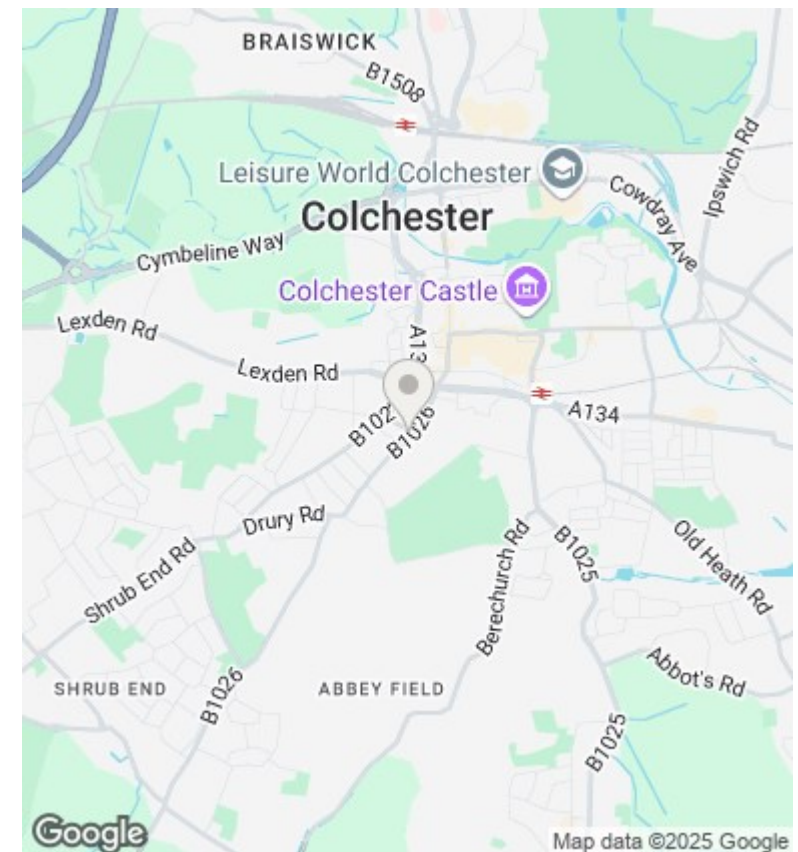 BRAISWICK
B1508
Leisure World Colchester
Ipswich Rd
Cowdray Ave
Colchester
Cymbeline Way
Colchester Castle
Lexden Rd
A13
Lexden Rd
B102
B1026
A134
Drury Rd
Shrub End Rd
Berechurch Rd
B1025
Old Heath Rd
Abbot's Rd
SHRUB END
B1026
ABBEY FIELD
B1025
Google
Map data ©2025 Google